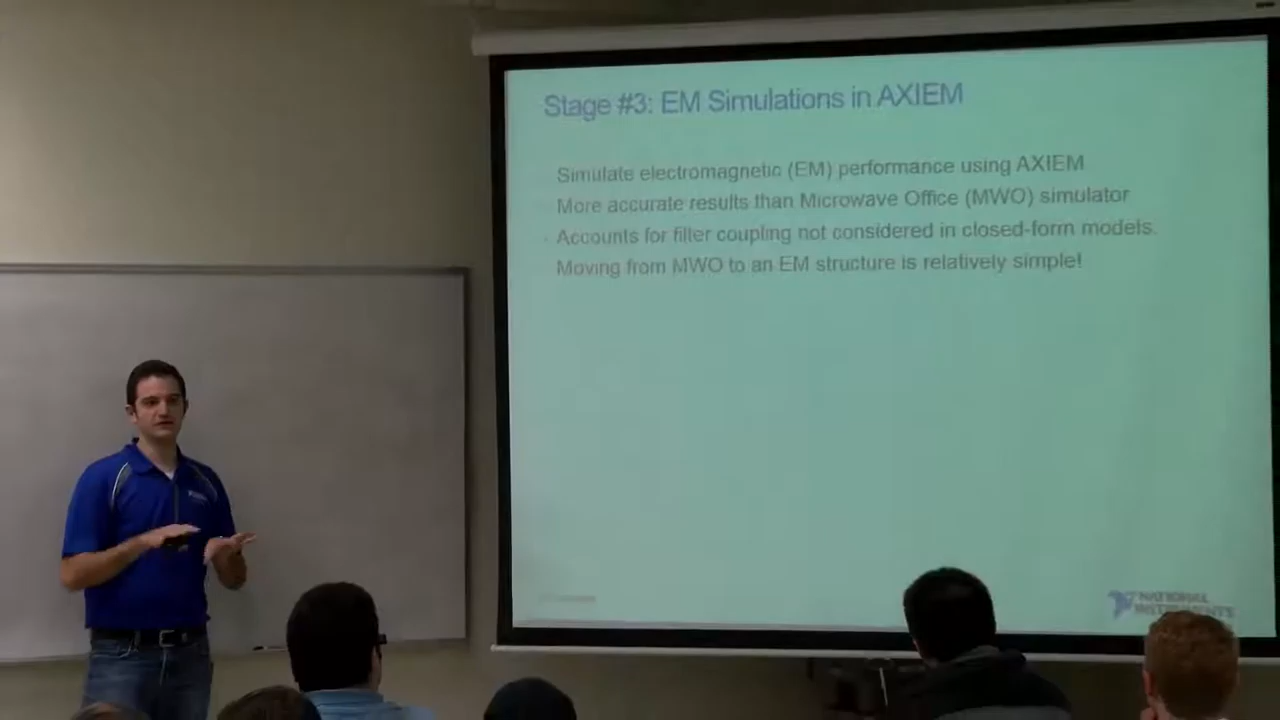 Stage #3: EM Simulations in AXIEM
Simulate electromagnetic (EM) performance using AXIEM
More accurate results than Microwave Office (MWO) simulator
Accounts for filter coupling not considered in closed-form models.
Moving from MWO to an EM structure is relatively simple!
NATIONAL
INSTRUMENTS